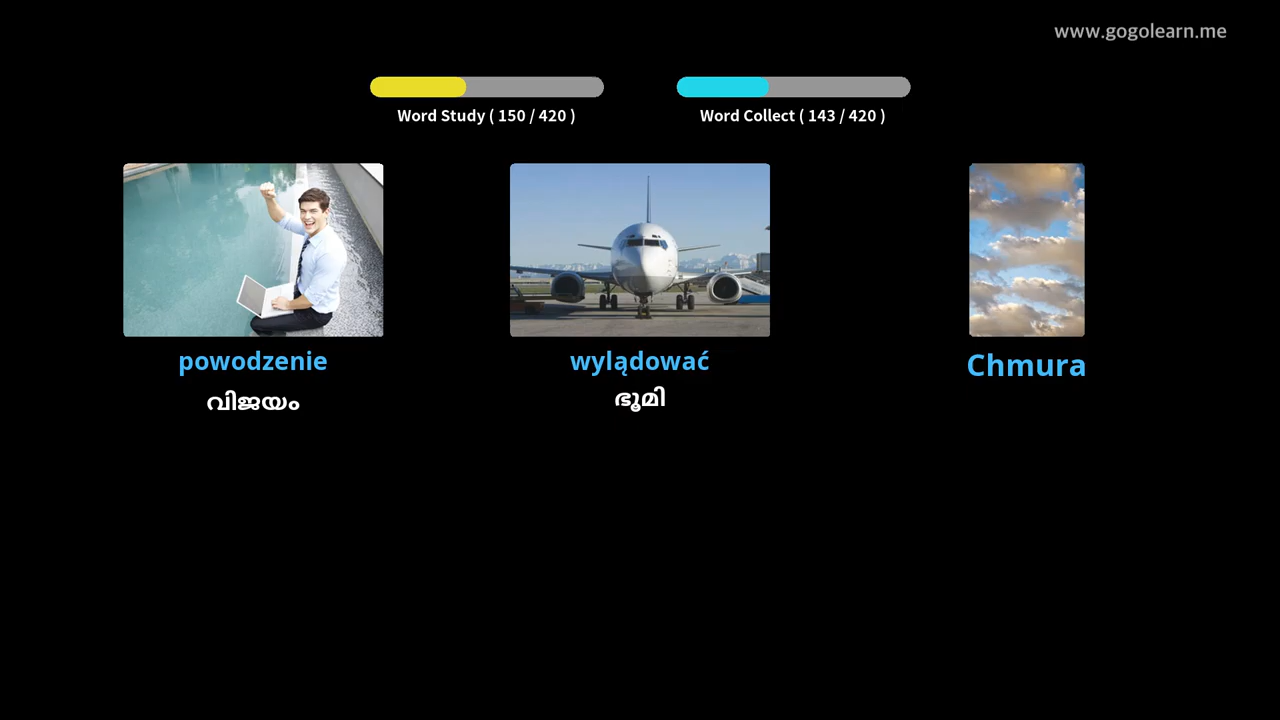 www.gogolearn.me
Word Study ( 150 / 420 )
Word Collect ( 143 / 420 )
powodzenie
വിജയം
wylądować
ഭൂമി
Chmura